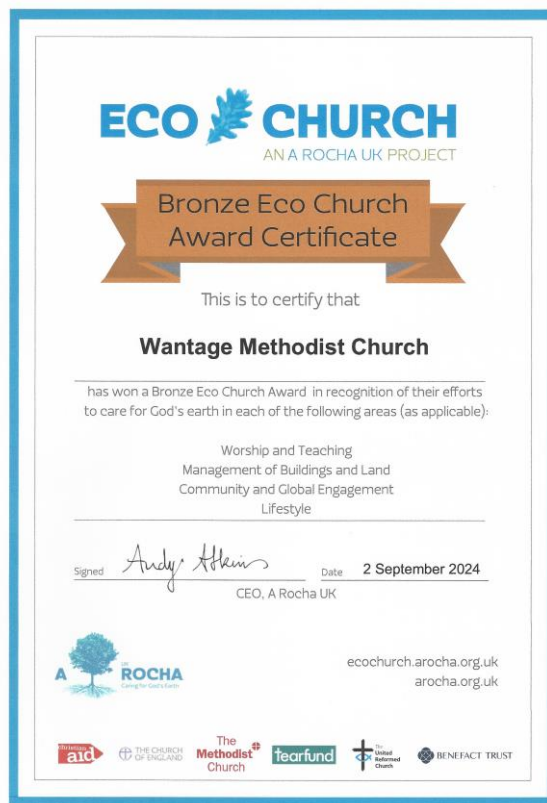 ECO CHURCH
AN A ROCHA UK PROJECT
Bronze Eco Church
Award Certificate
This is to certify that
Wantage Methodist Church
has won a Bronze Eco Church Award in recognition of their efforts
to care for God's earth in each of the following areas (as applicable):
Worship and Teaching
Management of Buildings and Land
Community and Global Engagement
Lifestyle
Signed Andy Atkins Date 2 September 2024
CEO, A Rocha UK
A ROCHA UK
Caring for God's Earth
ecochurch.arocha.org.uk
arocha.org.uk
christian aid
THE CHURCH
OF ENGLAND
The
Methodist
Church
tearfund
The
United
Reformed
Church
BENEFACT TRUST